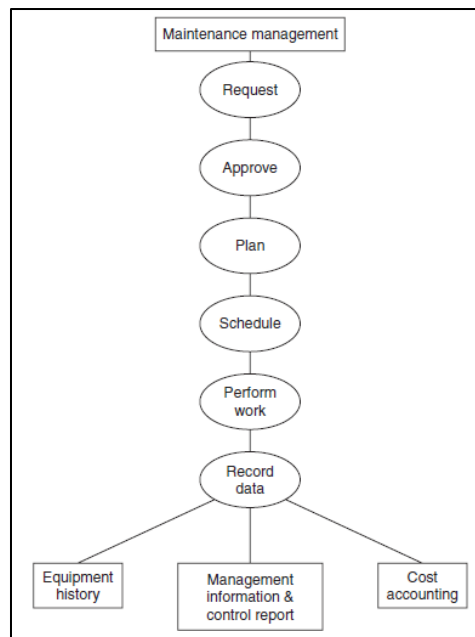 Maintenance management
Request
Approve
Plan
Schedule
Perform
work
Record
data
Equipment
history
Management
information &
control report
Cost
accounting